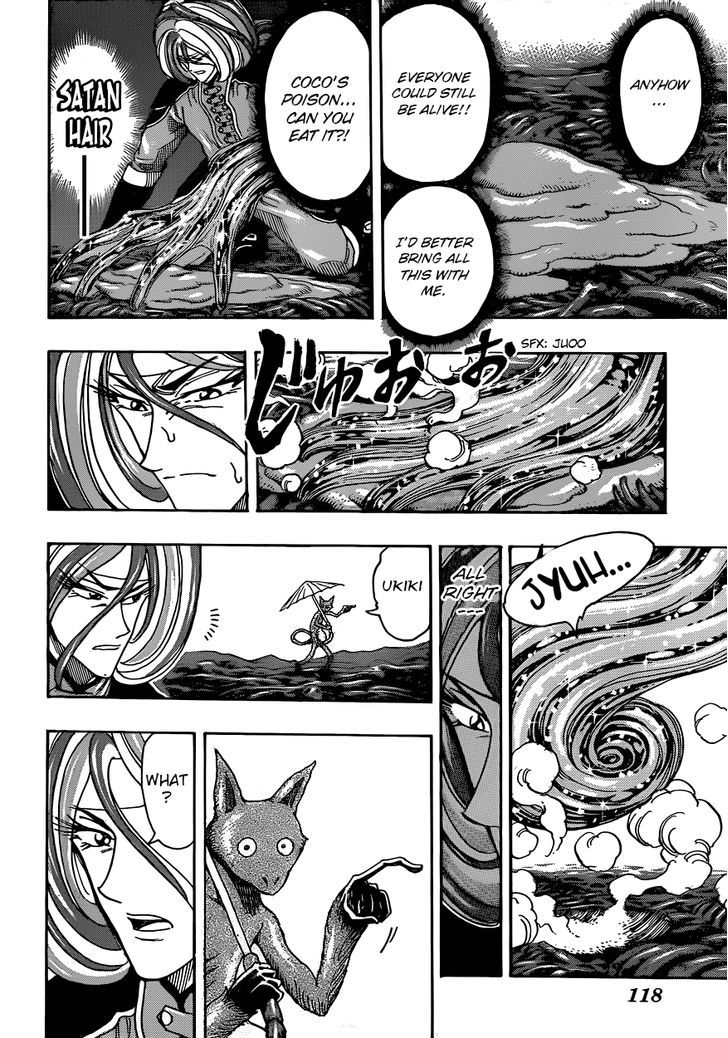 ANYHOW
...
EVERYONE
COULD STILL
BE ALIVE!!
I'D BETTER
BRING ALL
THIS WITH
ME.
COCO'S
POISON...
CAN YOU
EAT IT?!
SATAN
HAIR
じゅおおぉ
SFX: JUOO
JYUH...
ALL
RIGHT
---
UKIKI
WHAT
?
118